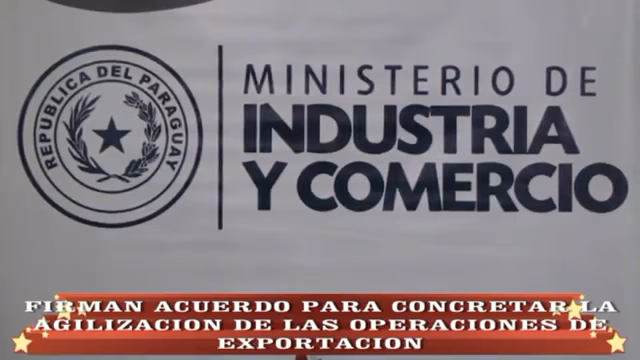 REPUBLICA DEL PARAGUAY
MINISTERIO DE
INDUSTRIA
Y COMERCIO
FIRMAN ACUERDO PARA CONCRETAR LA
AGILIZACION DE LAS OPERACIONES DE
EXPORTACION